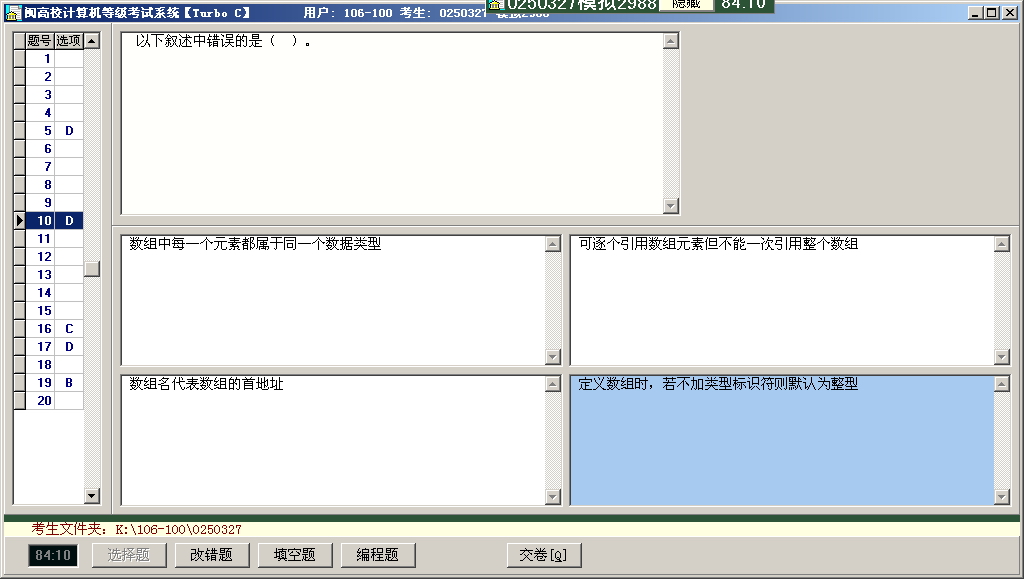 闽高校计算机等级考试系统【Turbo C】 用户: 106-100 考生: 0250327 模拟2988
0250327模拟2988 隐藏 84:10
题号 选项
1
2
3
4
5 D
6
7
8
9
10 D
11
12
13
14
15
16 C
17 D
18
19 B
20
以下叙述中错误的是（ ）。
数组中每一个元素都属于同一个数据类型
可逐个引用数组元素但不能一次引用整个数组
数组名代表数组的首地址
定义数组时，若不加类型标识符则默认为整型
考生文件夹：K:\106-100\0250327
84:10 选择题 改错题 填空题 编程题 交卷[Q]